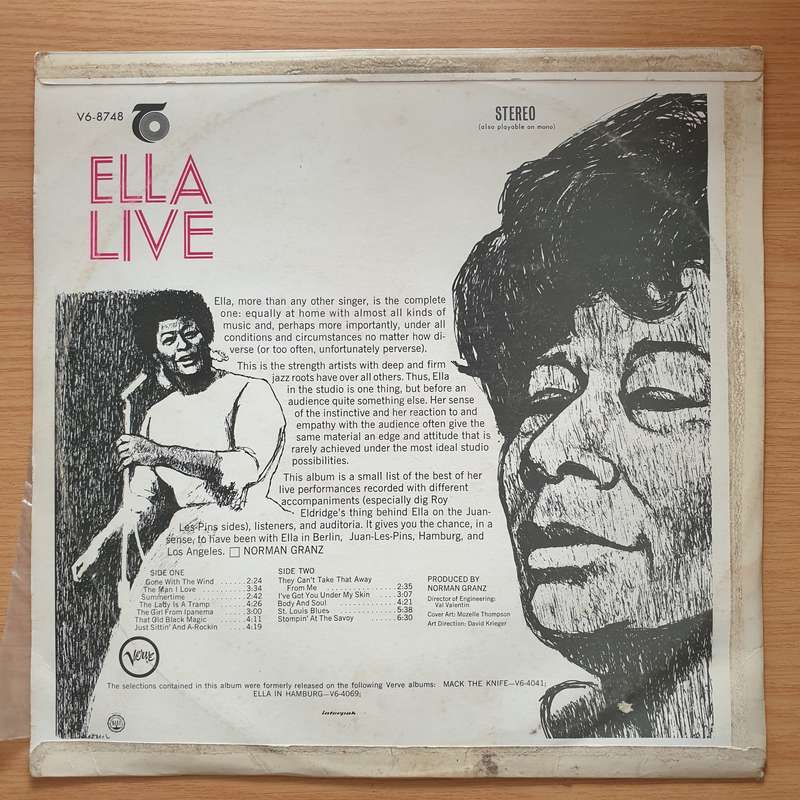 V6-8748
STEREO
(also playable on mono)
ELLA
LIVE
Ella, more than any other singer, is the complete
one: equally at home with almost all kinds of
music and, perhaps more importantly, under all
conditions and circumstances no matter how di-
verse (or too often, unfortunately perverse).
This is the strength artists with deep and firm
jazz roots have over all others. Thus, Ella
in the studio is one thing, but before an
audience quite something else. Her sense
of the instinctive and her reaction to and
empathy with the audience often give the
same material an edge and attitude that is
rarely achieved under the most ideal studio
possibilities.
This album is a small list of the best of her
live performances recorded with different
accompaniments (especially dig Roy
Eldridge's thing behind Ella on the Juan-
Les-Pins sides), listeners, and auditoria. It gives you the chance, in a
sense, to have been with Ella in Berlin, Juan-Les-Pins, Hamburg, and
Los Angeles. □ NORMAN GRANZ
SIDE ONE
Gone With The Wind ...... 2:24
The Man I Love ...... 3:34
Summertime ...... 2:42
The Lady Is A Tramp ...... 4:26
The Girl From Ipanema ...... 3:00
That Old Black Magic ...... 4:11
Just Sittin' And A-Rockin ...... 4:19
SIDE TWO
They Can't Take That Away
From Me ...... 2:35
I've Got You Under My Skin ...... 3:07
Body And Soul ...... 4:21
St. Louis Blues ...... 5:38
Stompin' At The Savoy ...... 6:30
PRODUCED BY
NORMAN GRANZ
Director of Engineering:
Val Valentin
Cover Art: Mozelle Thompson
Art Direction: David Krieger
Verve
The selections contained in this album were formerly released on the following Verve albums: MACK THE KNIFE—V6-4041;
ELLA IN HAMBURG—V6-4069;
interpak